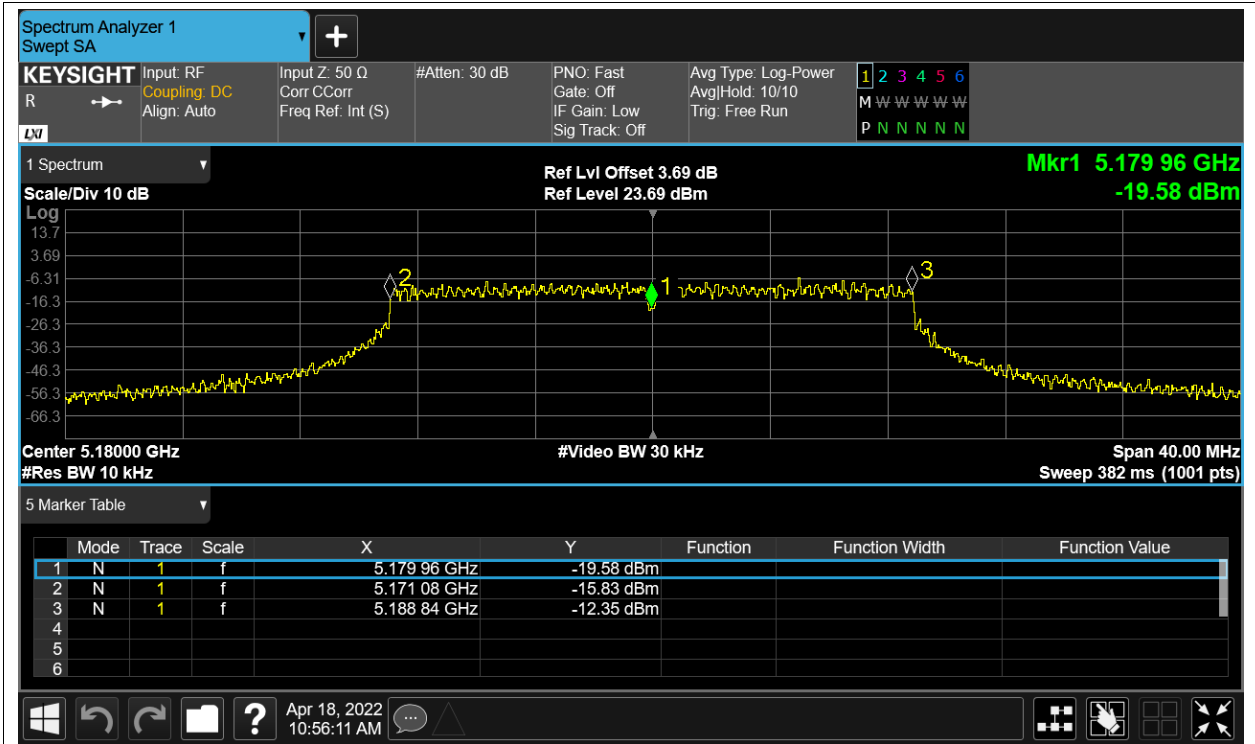 Spectrum Analyzer 1
Swept SA
KEYSIGHT
R
LXI
Input: RF
Coupling: DC
Align: Auto
Input Z: 50 Ω
Corr CCorr
Freq Ref: Int (S)
#Atten: 30 dB
PNO: Fast
Gate: Off
IF Gain: Low
Sig Track: Off
Avg Type: Log-Power
Avg|Hold: 10/10
Trig: Free Run
1 2 3 4 5 6
M W W W W W
P N N N N N
1 Spectrum
Scale/Div 10 dB
Ref Lvl Offset 3.69 dB
Ref Level 23.69 dBm
Mkr1 5.179 96 GHz
-19.58 dBm
Log
13.7
3.69
-6.31
-16.3
-26.3
-36.3
-46.3
-56.3
-66.3
2
1
3
Center 5.18000 GHz
#Video BW 30 kHz
Span 40.00 MHz
#Res BW 10 kHz
Sweep 382 ms (1001 pts)
5 Marker Table
Mode Trace Scale X Y Function Function Width Function Value
1 N 1 f 5.179 96 GHz -19.58 dBm
2 N 1 f 5.171 08 GHz -15.83 dBm
3 N 1 f 5.188 84 GHz -12.35 dBm
4
5
6
?
Apr 18, 2022
10:56:11 AM